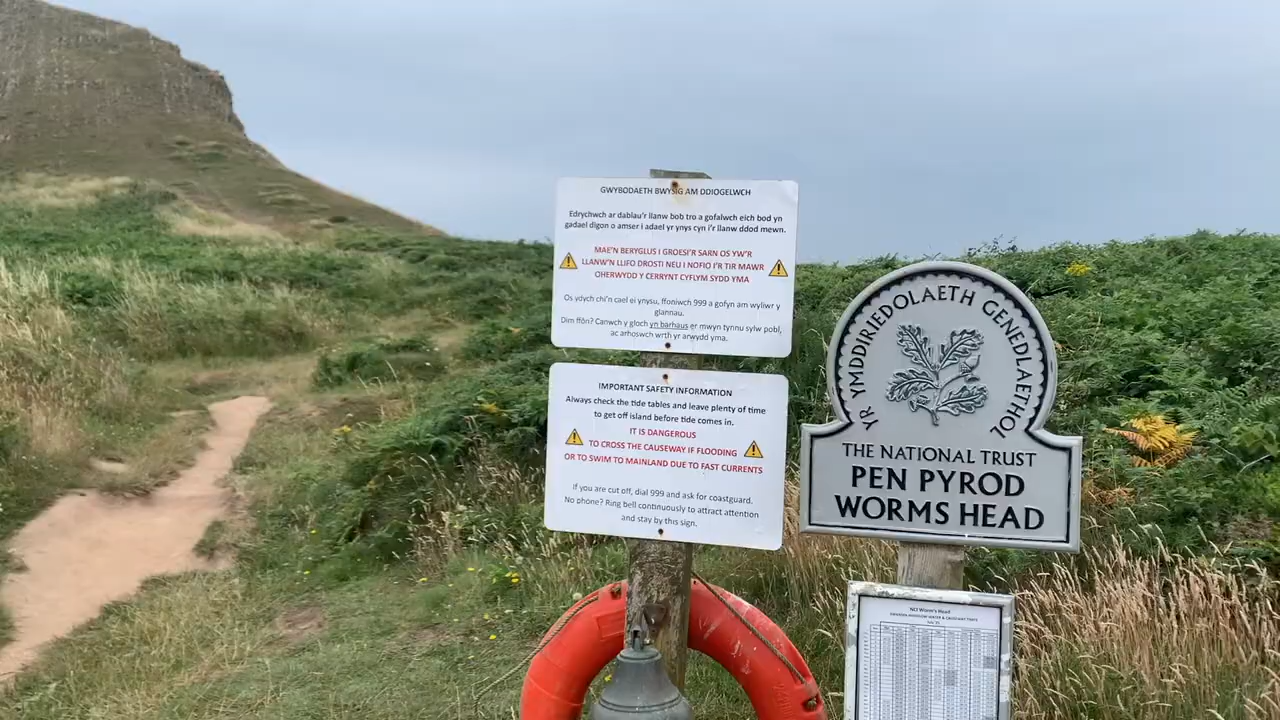 GWYBODAETH BWYSIG AM DDIOGELWCH
Edrychwch ar dablau'r llanw bob tro a gofalwch eich bod yn
gadael digon o amser i adael yr ynys cyn i'r llanw ddod mewn.
MAE'N BERYGLUS I GROESI'R SARN OS YW'R
LLANW'N LLIFO DROSTI NEU I NOFIO I'R TIR MAWR
OHERWYDD Y CERRYNT CYFLYM SYDD YMA
Os ydych chi'n cael ei ynysu, ffoniwch 999 a gofyn am wyliwr y
glannau.
Dim ffôn? Canwch y gloch yn barhaus er mwyn tynnu sylw pobl,
ac arhoswch wrth yr arwydd yma.
IMPORTANT SAFETY INFORMATION
Always check the tide tables and leave plenty of time
to get off island before tide comes in.
IT IS DANGEROUS
TO CROSS THE CAUSEWAY IF FLOODING
OR TO SWIM TO MAINLAND DUE TO FAST CURRENTS
If you are cut off, dial 999 and ask for coastguard.
No phone? Ring bell continuously to attract attention
and stay by this sign.
YR YMDDIRIEDOLAETH GENEDLAETHOL
THE NATIONAL TRUST
PEN PYROD
WORMS HEAD
NCI Worm's Head